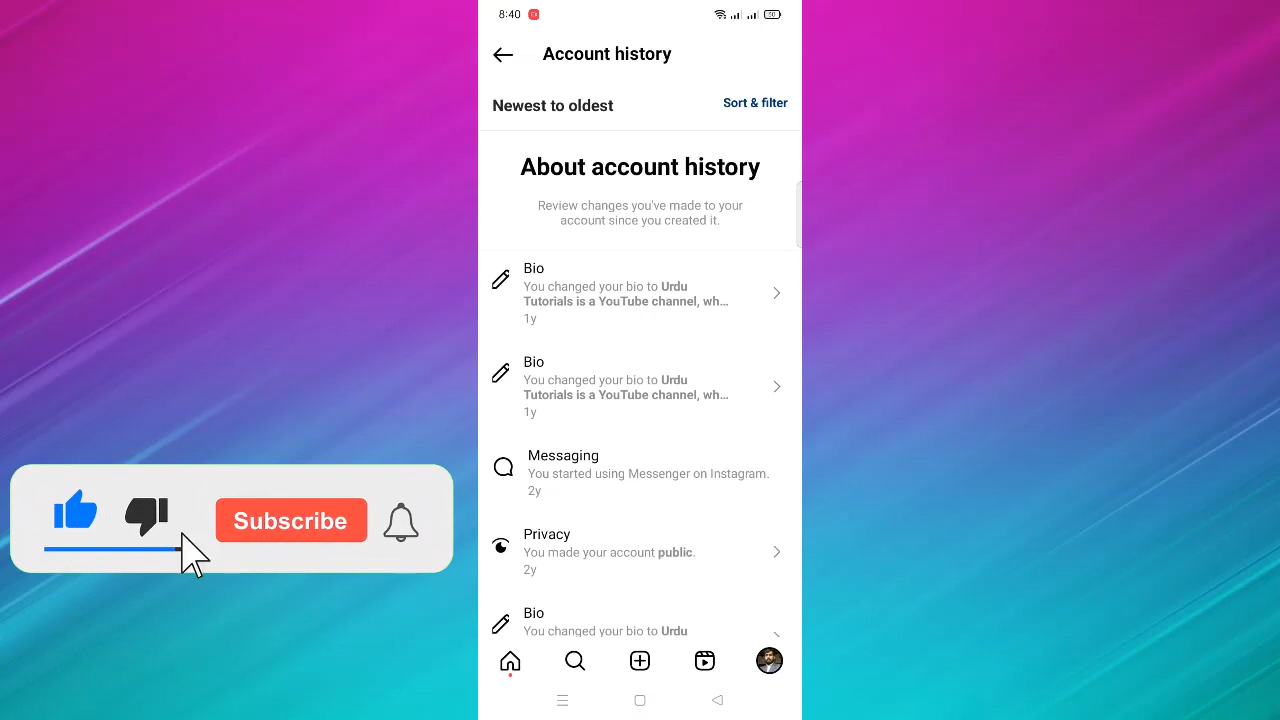 8:40
Account history
Newest to oldest
Sort & filter
About account history
Review changes you've made to your
account since you created it.
Bio
You changed your bio to Urdu
Tutorials is a YouTube channel, wh...
1y
Bio
You changed your bio to Urdu
Tutorials is a YouTube channel, wh...
1y
Messaging
You started using Messenger on Instagram.
2y
Privacy
You made your account public.
2y
Bio
You changed your bio to Urdu
Subscribe